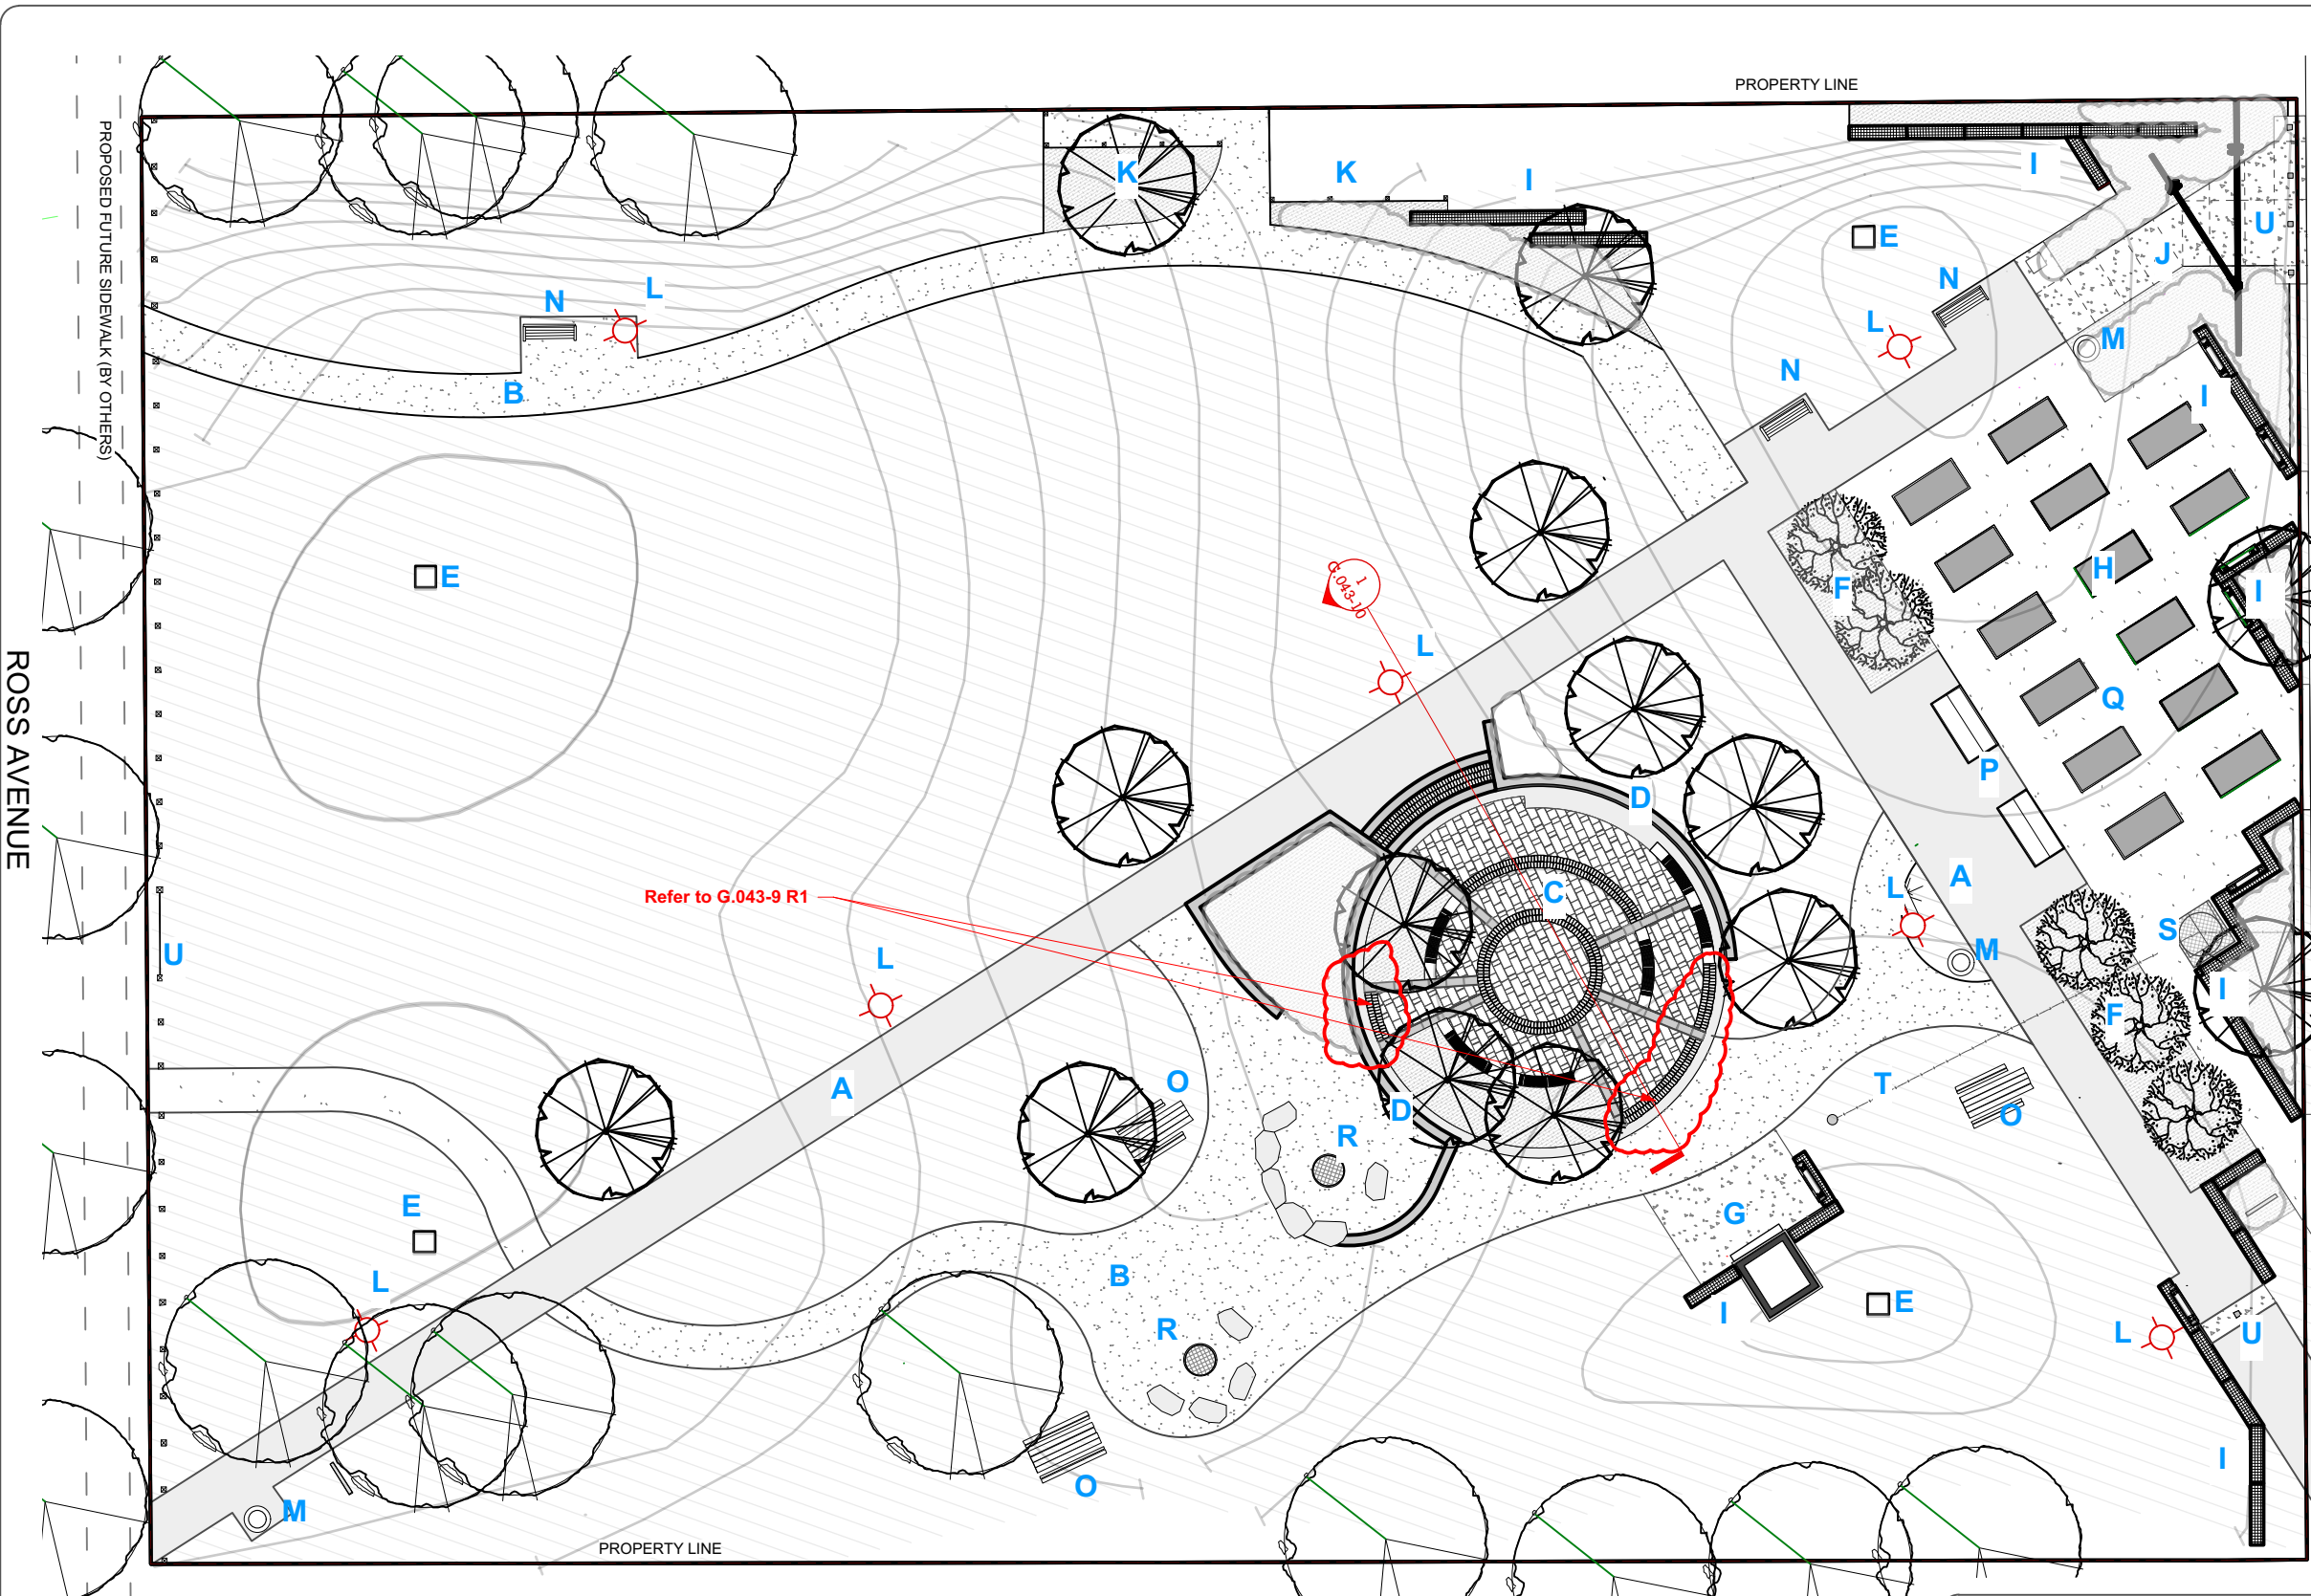 PROPERTY LINE
PROPOSED FUTURE SIDEWALK (BY OTHERS)
K
K
I
I
U
J
E
N
L
N
L
M
N
I
B
E
F
H
I
1
G.043-10
L
Q
P
D
ROSS AVENUE
Refer to G.043-9 R1
C
A
L
S
U
L
M
I
F
A
O
T
O
D
R
E
G
B
L
R
I
E
L
U
I
O
M
PROPERTY LINE